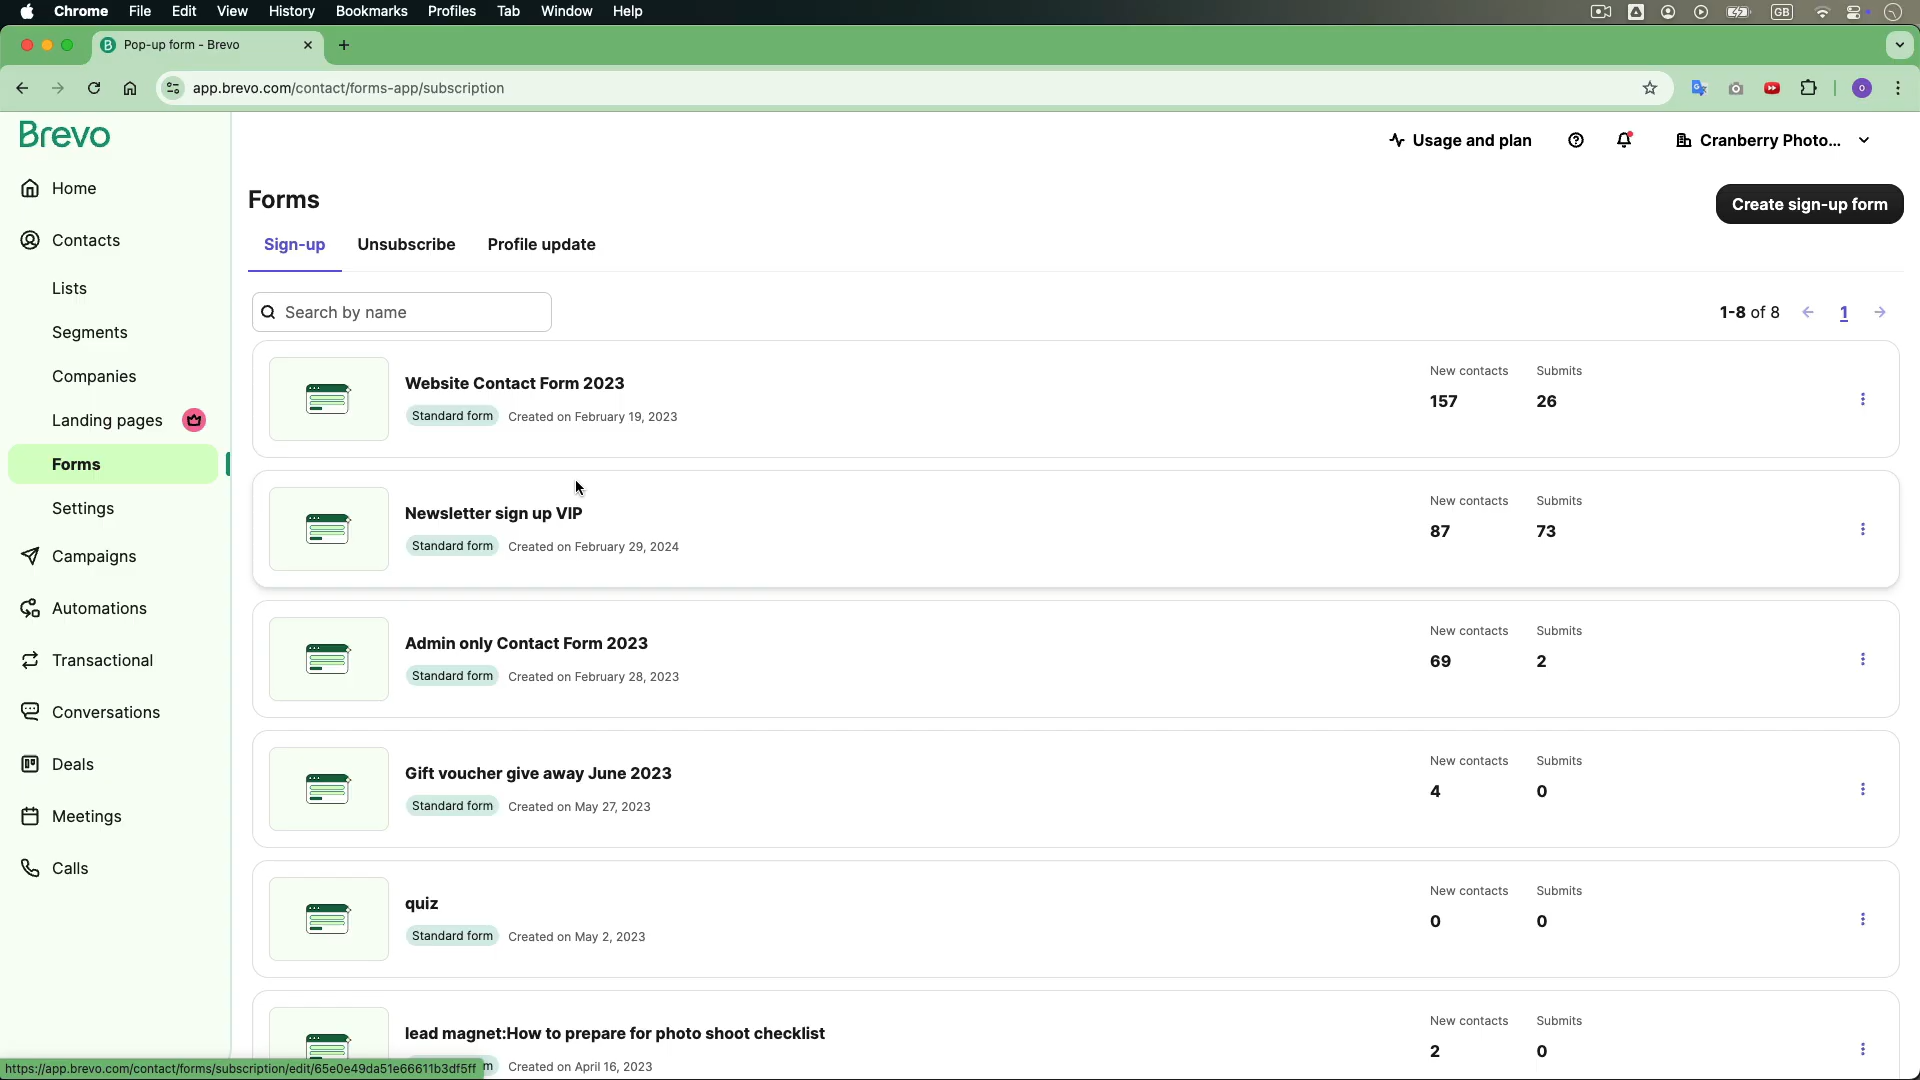 Chrome File Edit View History Bookmarks Profiles Tab Window Help GB
Pop-up form - Brevo
app.brevo.com/contact/forms-app/subscription
o
Brevo
Usage and plan Cranberry Photo...
Home
Contacts
Lists
Segments
Companies
Landing pages
Forms
Settings
Campaigns
Automations
Transactional
Conversations
Deals
Meetings
Calls
Forms
Create sign-up form
Sign-up Unsubscribe Profile update
Search by name
1-8 of 8 1
Website Contact Form 2023
Standard form Created on February 19, 2023
New contacts Submits
157 26
Newsletter sign up VIP
Standard form Created on February 29, 2024
New contacts Submits
87 73
Admin only Contact Form 2023
Standard form Created on February 28, 2023
New contacts Submits
69 2
Gift voucher give away June 2023
Standard form Created on May 27, 2023
New contacts Submits
4 0
quiz
Standard form Created on May 2, 2023
New contacts Submits
0 0
lead magnet:How to prepare for photo shoot checklist
m Created on April 16, 2023
New contacts Submits
2 0
https://app.brevo.com/contact/forms/subscription/edit/65e0e49da51e66611b3df5ff